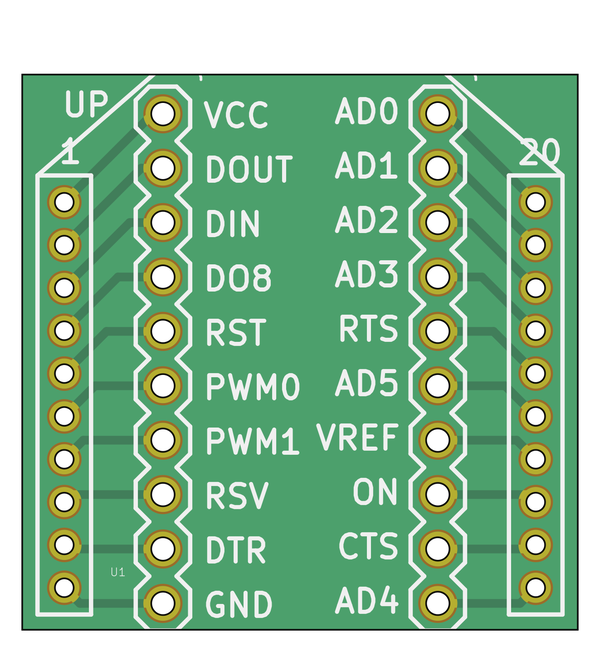 UP VCC AD0
1 DOUT AD1 20
DIN AD2
DO8 AD3
RST RTS
PWM0 AD5
PWM1 VREF
RSV ON
DTR CTS
U1
GND AD4